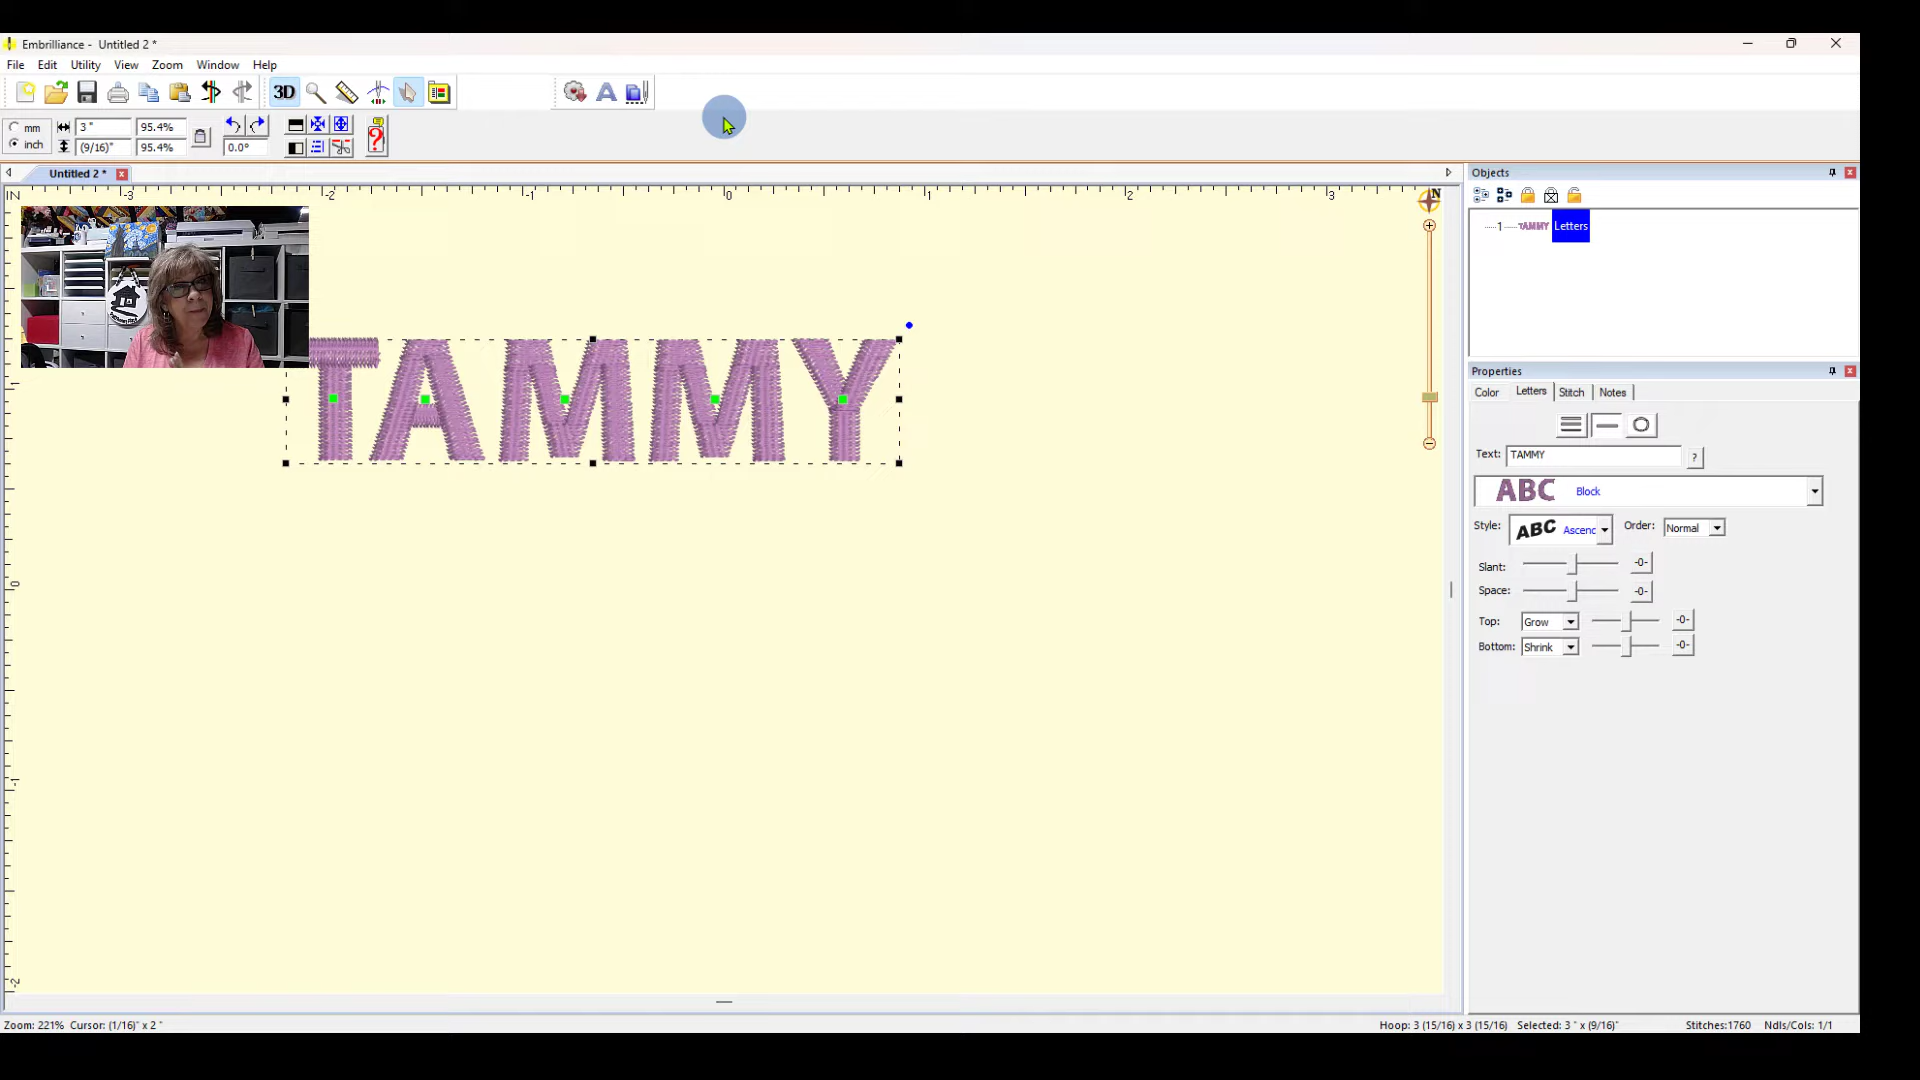 Embrilliance - Untitled 2 *
File Edit Utility View Zoom Window Help
3D
mm 3 " 95.4%
inch (9/16)" 95.4% 0.0°
Untitled 2 *
IN -3 -2 -1 0 1 2 3 N
TAMMY
1
0
-1
-2
Objects
1 TAMMY Letters
Properties
Color Letters Stitch Notes
Text: TAMMY ?
ABC Block
Style: ABC Ascenc Order: Normal
Slant: -0-
Space: -0-
Top: Grow -0-
Bottom: Shrink -0-
Zoom: 221% Cursor: (1/16)" x 2 " Hoop: 3 (15/16) x 3 (15/16) Selected: 3 " x (9/16)" Stitches:1760 Ndls/Cols: 1/1